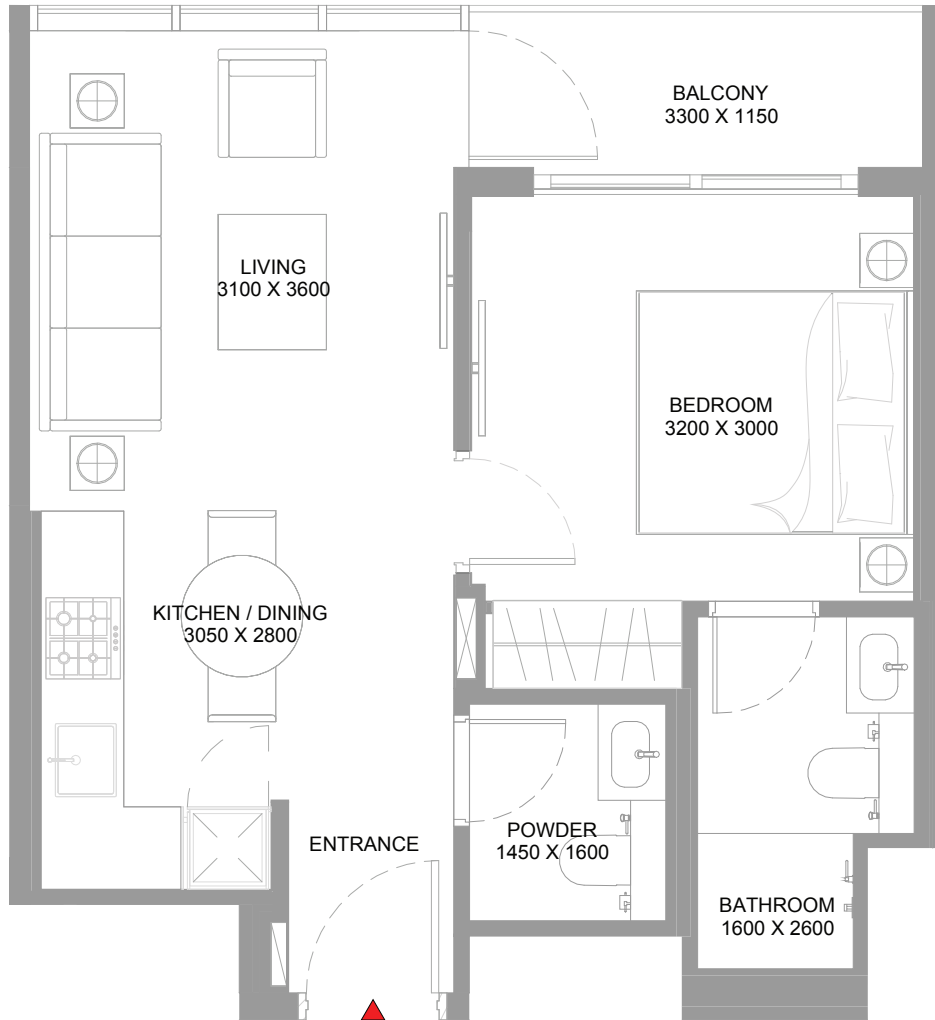 BALCONY
3300 X 1150
LIVING
3100 X 3600
BEDROOM
3200 X 3000
KITCHEN / DINING
3050 X 2800
ENTRANCE
POWDER
1450 X 1600
BATHROOM
1600 X 2600